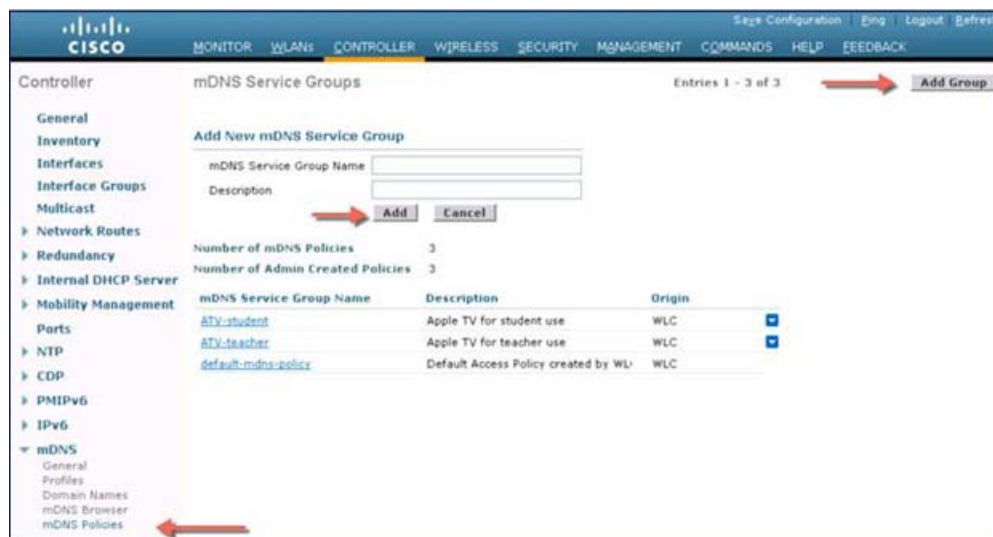 Save Configuration Ping Logout Refres
CISCO
MONITOR WLANs CONTROLLER WIRELESS SECURITY MANAGEMENT COMMANDS HELP FEEDBACK
Controller
mDNS Service Groups
Entries 1 - 3 of 3
Add Group
General
Inventory
Interfaces
Interface Groups
Multicast
Network Routes
Redundancy
Internal DHCP Server
Mobility Management
Ports
NTP
CDP
PMIPv6
IPv6
mDNS
General
Profiles
Domain Names
mDNS Browser
mDNS Policies
Add New mDNS Service Group
mDNS Service Group Name
Description
Add Cancel
Number of mDNS Policies 3
Number of Admin Created Policies 3
mDNS Service Group Name Description Origin
ATV-student Apple TV for student use WLC
ATV-teacher Apple TV for teacher use WLC
default-mdns-policy Default Access Policy created by WL WLC